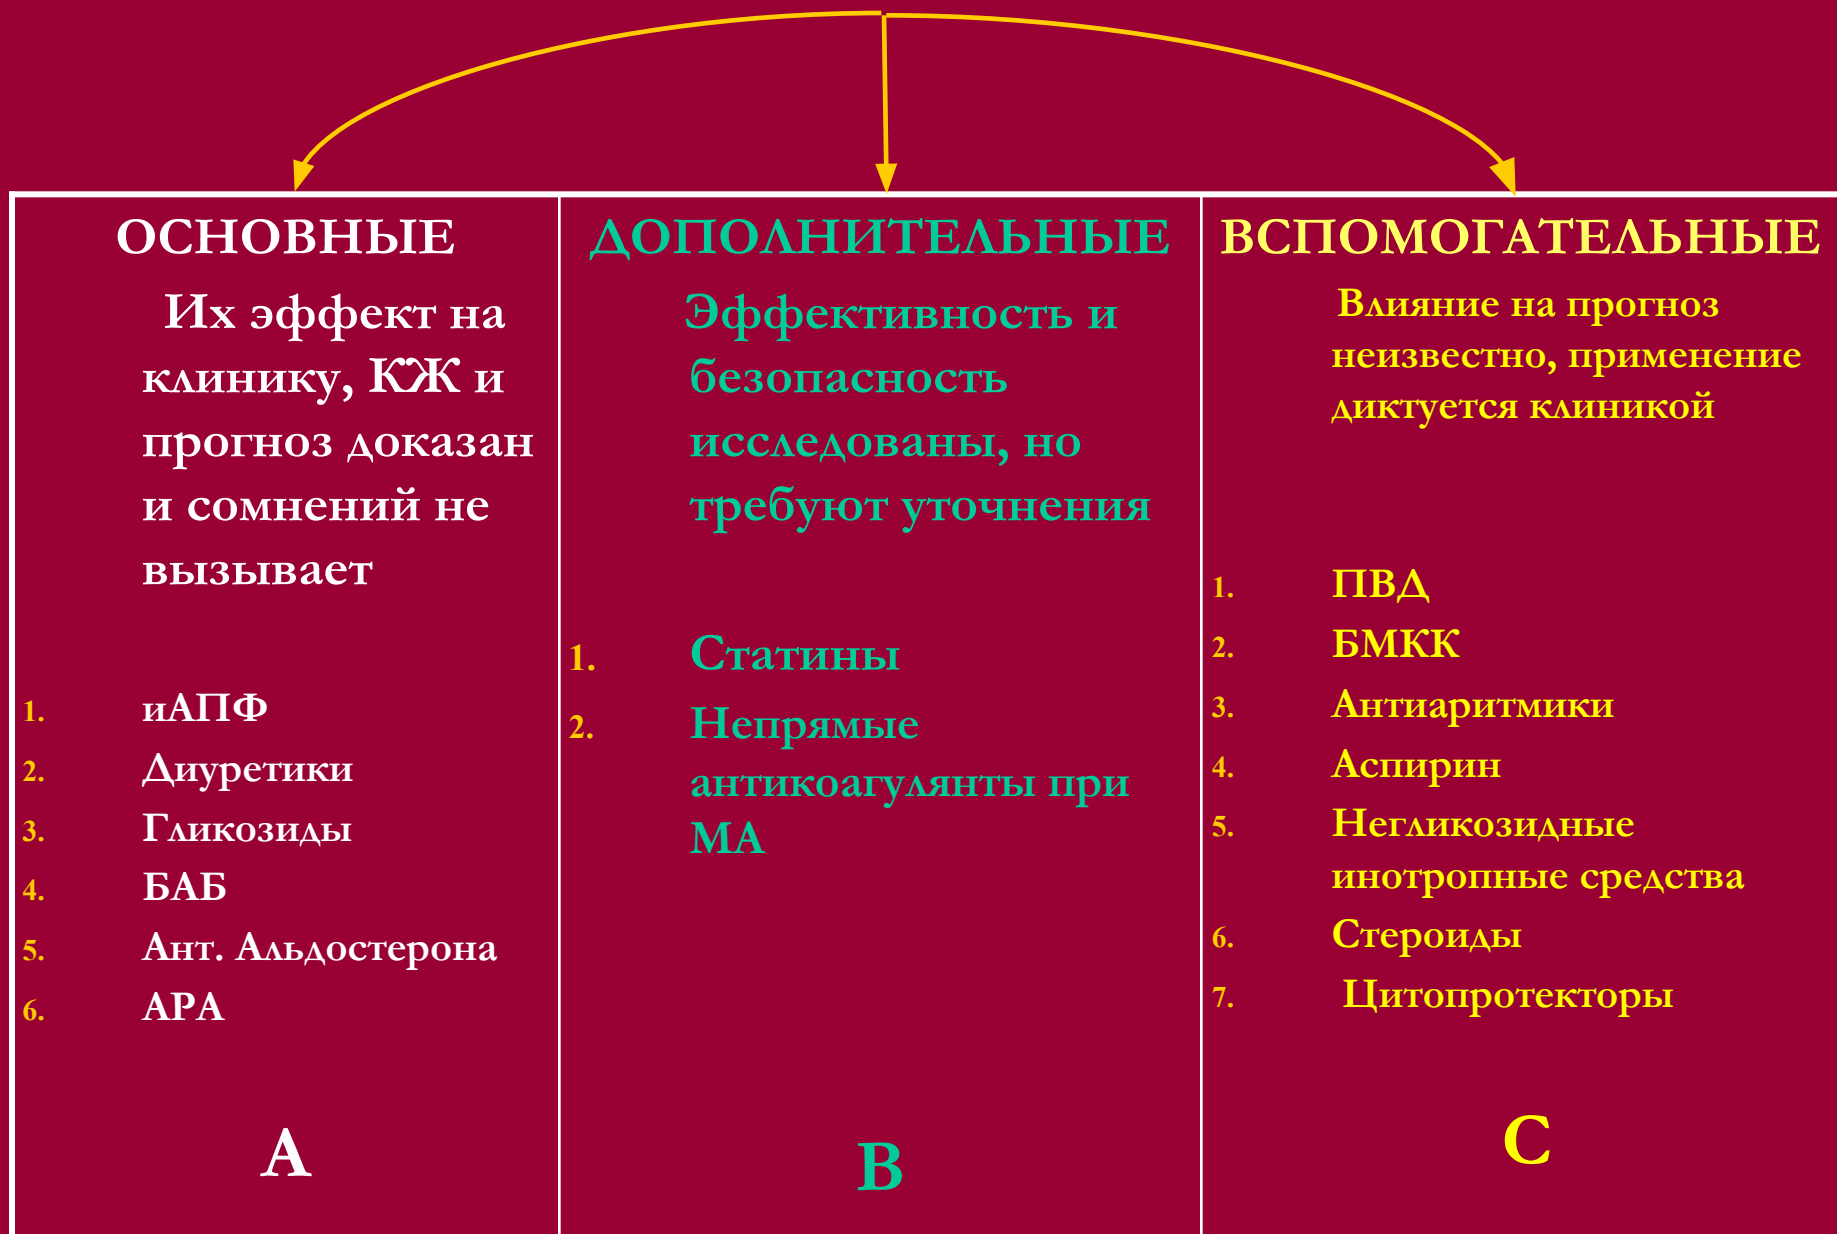 ОСНОВНЫЕ
Их эффект на
клинику, КЖ и
прогноз доказан
и сомнений не
вызывает
1. иАПФ
2. Диуретики
3. Гликозиды
4. БАБ
5. Ант. Альдостерона
6. АРА
А
ДОПОЛНИТЕЛЬНЫЕ
Эффективность и
безопасность
исследованы, но
требуют уточнения
1. Статины
2. Непрямые
антикоагулянты при
МА
В
ВСПОМОГАТЕЛЬНЫЕ
Влияние на прогноз
неизвестно, применение
диктуется клиникой
1. ПВД
2. БМКК
3. Антиаритмики
4. Аспирин
5. Негликозидные
инотропные средства
6. Стероиды
7. Цитопротекторы
С